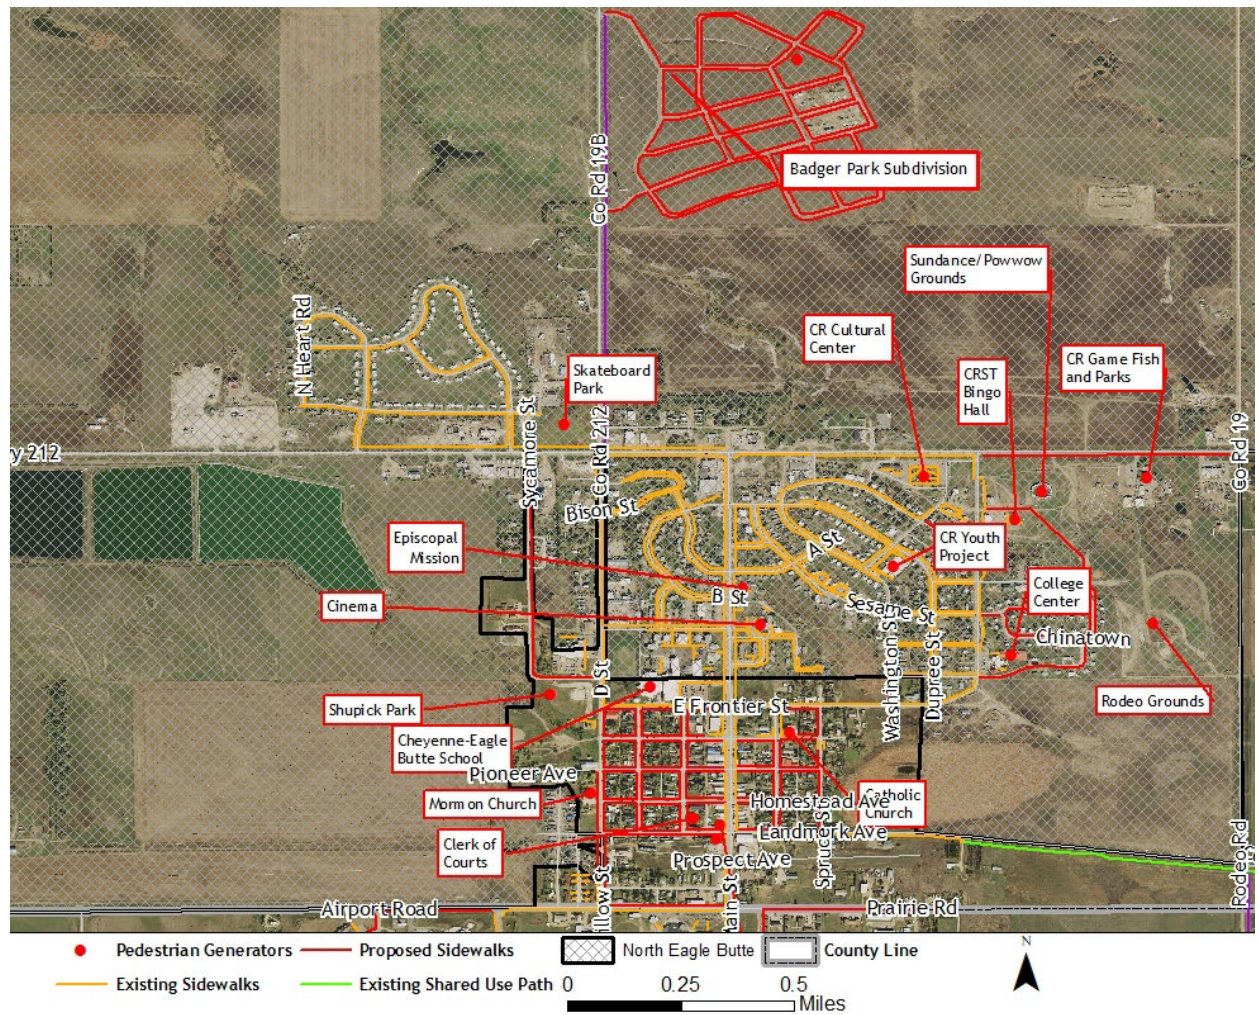 Co Rd 19B
Badger Park Subdivision
Sundance/Powwow
Grounds
N Heart Rd
CR Cultural
Center
CR Game Fish
and Parks
CRST
Bingo
Hall
Skateboard
Park
Sycamore St
Co Rd 212
y 212
Co Rd 19
Bison St
Episcopal
Mission
A St
CR Youth
Project
College
Center
B St
Sesame St
Cinema
Washington St
Dupree St
Chinatown
D St
Rodeo Grounds
Shupick Park
E Frontier St
Cheyenne-Eagle
Butte School
Pioneer Ave
Mormon Church
Homestead Ave
Catholic
Church
Landmark Ave
Clerk of
Courts
Prospect Ave
Spruce St
Rodeo Rd
illow St
Main St
Airport Road
Prairie Rd
Pedestrian Generators
Proposed Sidewalks
North Eagle Butte
County Line
N
Existing Sidewalks
Existing Shared Use Path
0 0.25 0.5
Miles